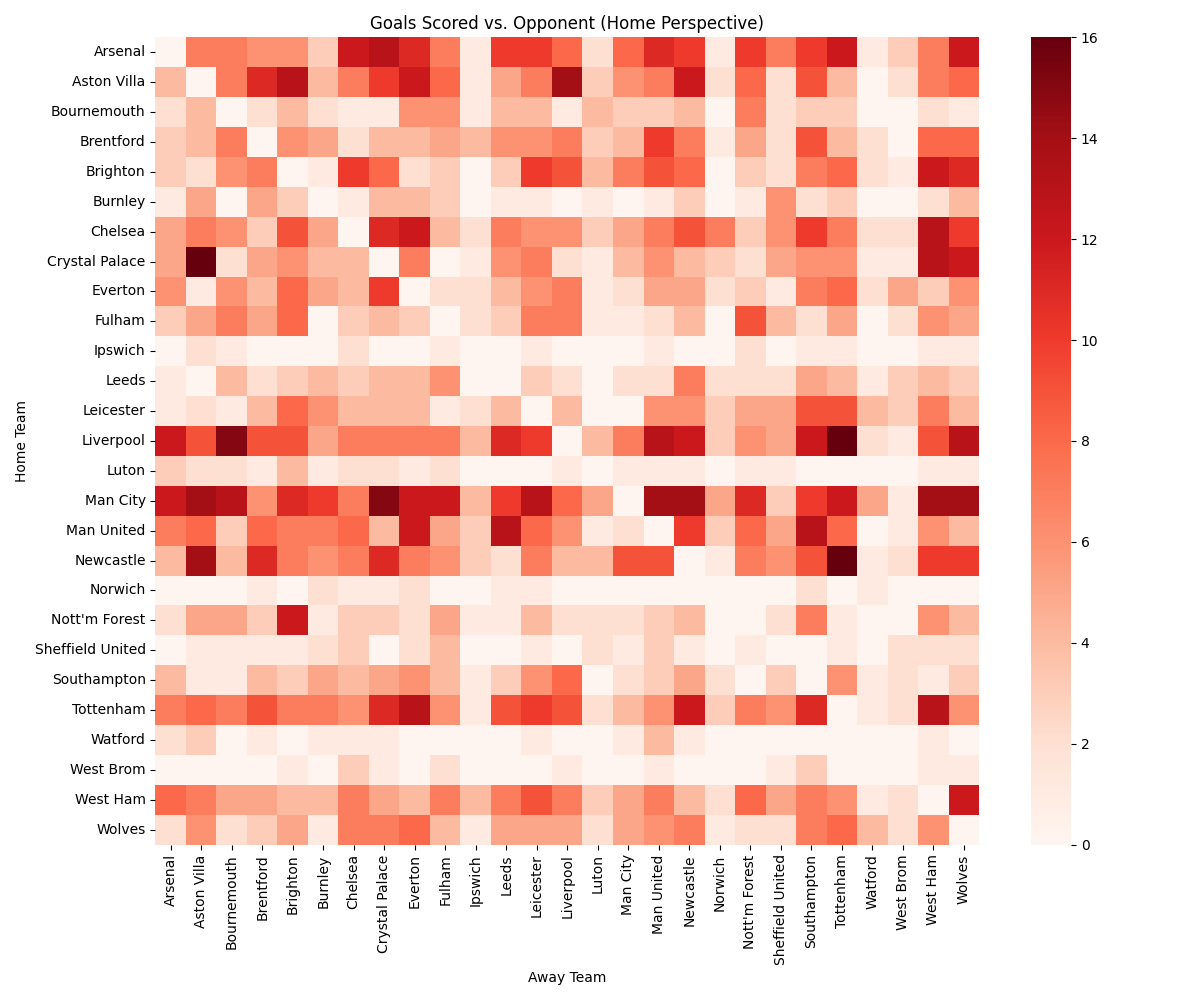 Goals Scored vs. Opponent (Home Perspective)
Home Team
Arsenal
Aston Villa
Bournemouth
Brentford
Brighton
Burnley
Chelsea
Crystal Palace
Everton
Fulham
Ipswich
Leeds
Leicester
Liverpool
Luton
Man City
Man United
Newcastle
Norwich
Nott'm Forest
Sheffield United
Southampton
Tottenham
Watford
West Brom
West Ham
Wolves
Arsenal
Aston Villa
Bournemouth
Brentford
Brighton
Burnley
Chelsea
Crystal Palace
Everton
Fulham
Ipswich
Leeds
Leicester
Liverpool
Luton
Man City
Man United
Newcastle
Norwich
Nott'm Forest
Sheffield United
Southampton
Tottenham
Watford
West Brom
West Ham
Wolves
Away Team
16
14
12
10
8
6
4
2
0